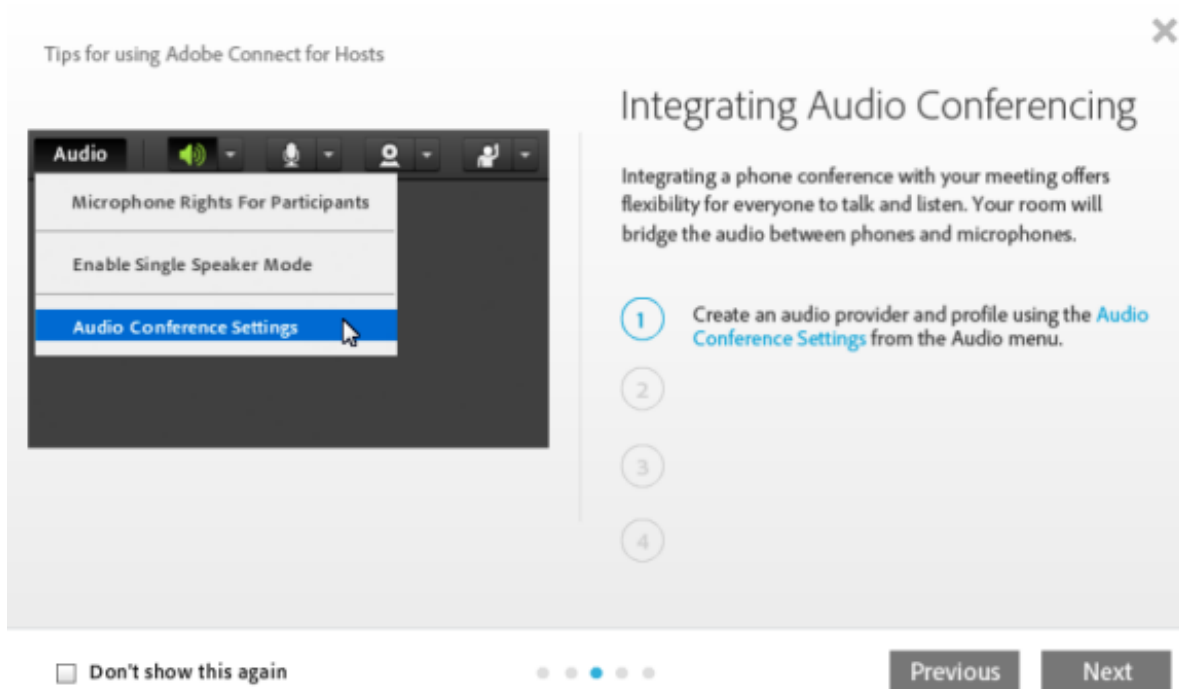 Tips for using Adobe Connect for Hosts
Audio
Microphone Rights For Participants
Enable Single Speaker Mode
Audio Conference Settings
Integrating Audio Conferencing
Integrating a phone conference with your meeting offers
flexibility for everyone to talk and listen. Your room will
bridge the audio between phones and microphones.
1 Create an audio provider and profile using the Audio
Conference Settings from the Audio menu.
2
3
4
Don't show this again
Previous
Next